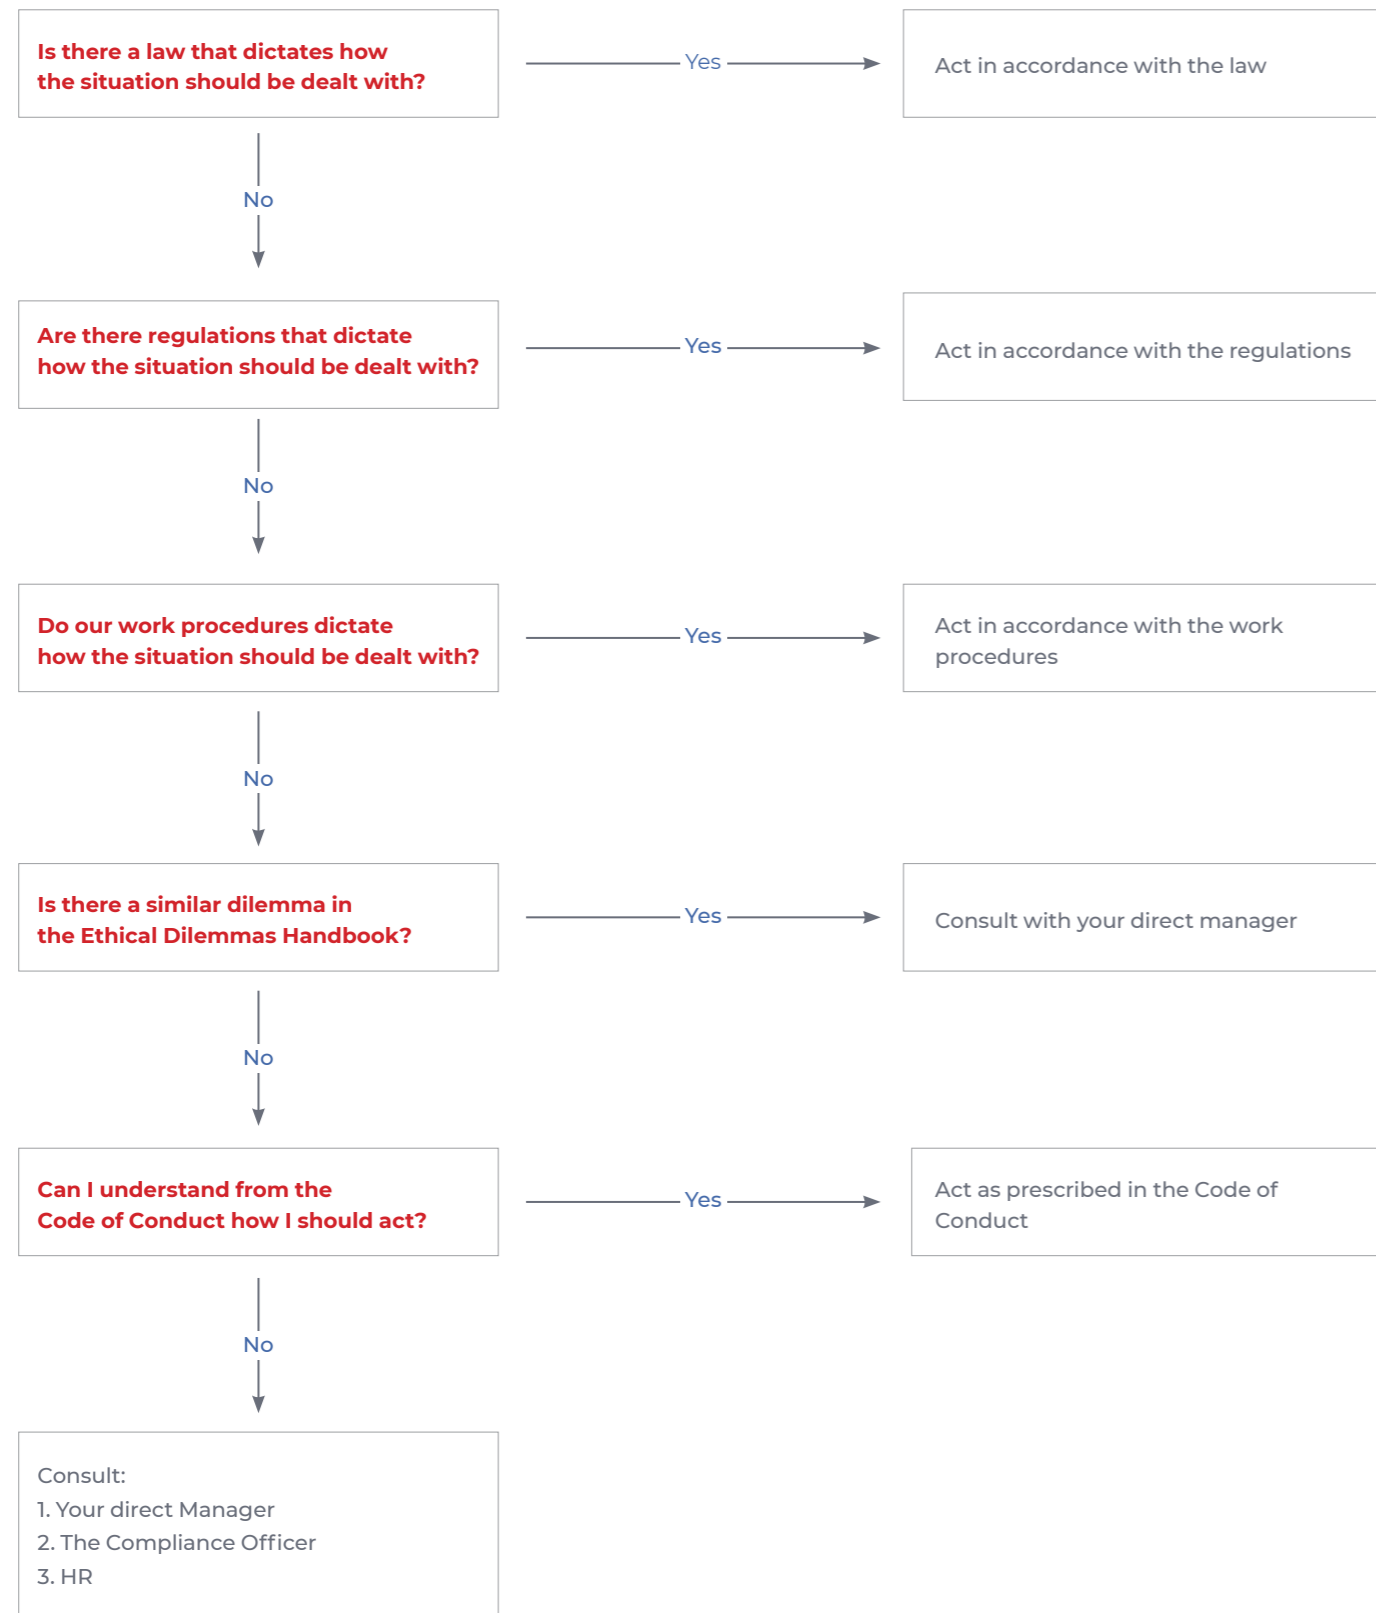 Is there a law that dictates how
the situation should be dealt with?
Yes
Act in accordance with the law
No
Are there regulations that dictate
how the situation should be dealt with?
Yes
Act in accordance with the regulations
No
Do our work procedures dictate
how the situation should be dealt with?
Yes
Act in accordance with the work
procedures
No
Is there a similar dilemma in
the Ethical Dilemmas Handbook?
Yes
Consult with your direct manager
No
Can I understand from the
Code of Conduct how I should act?
Yes
Act as prescribed in the Code of
Conduct
No
Consult:
1. Your direct Manager
2. The Compliance Officer
3. HR